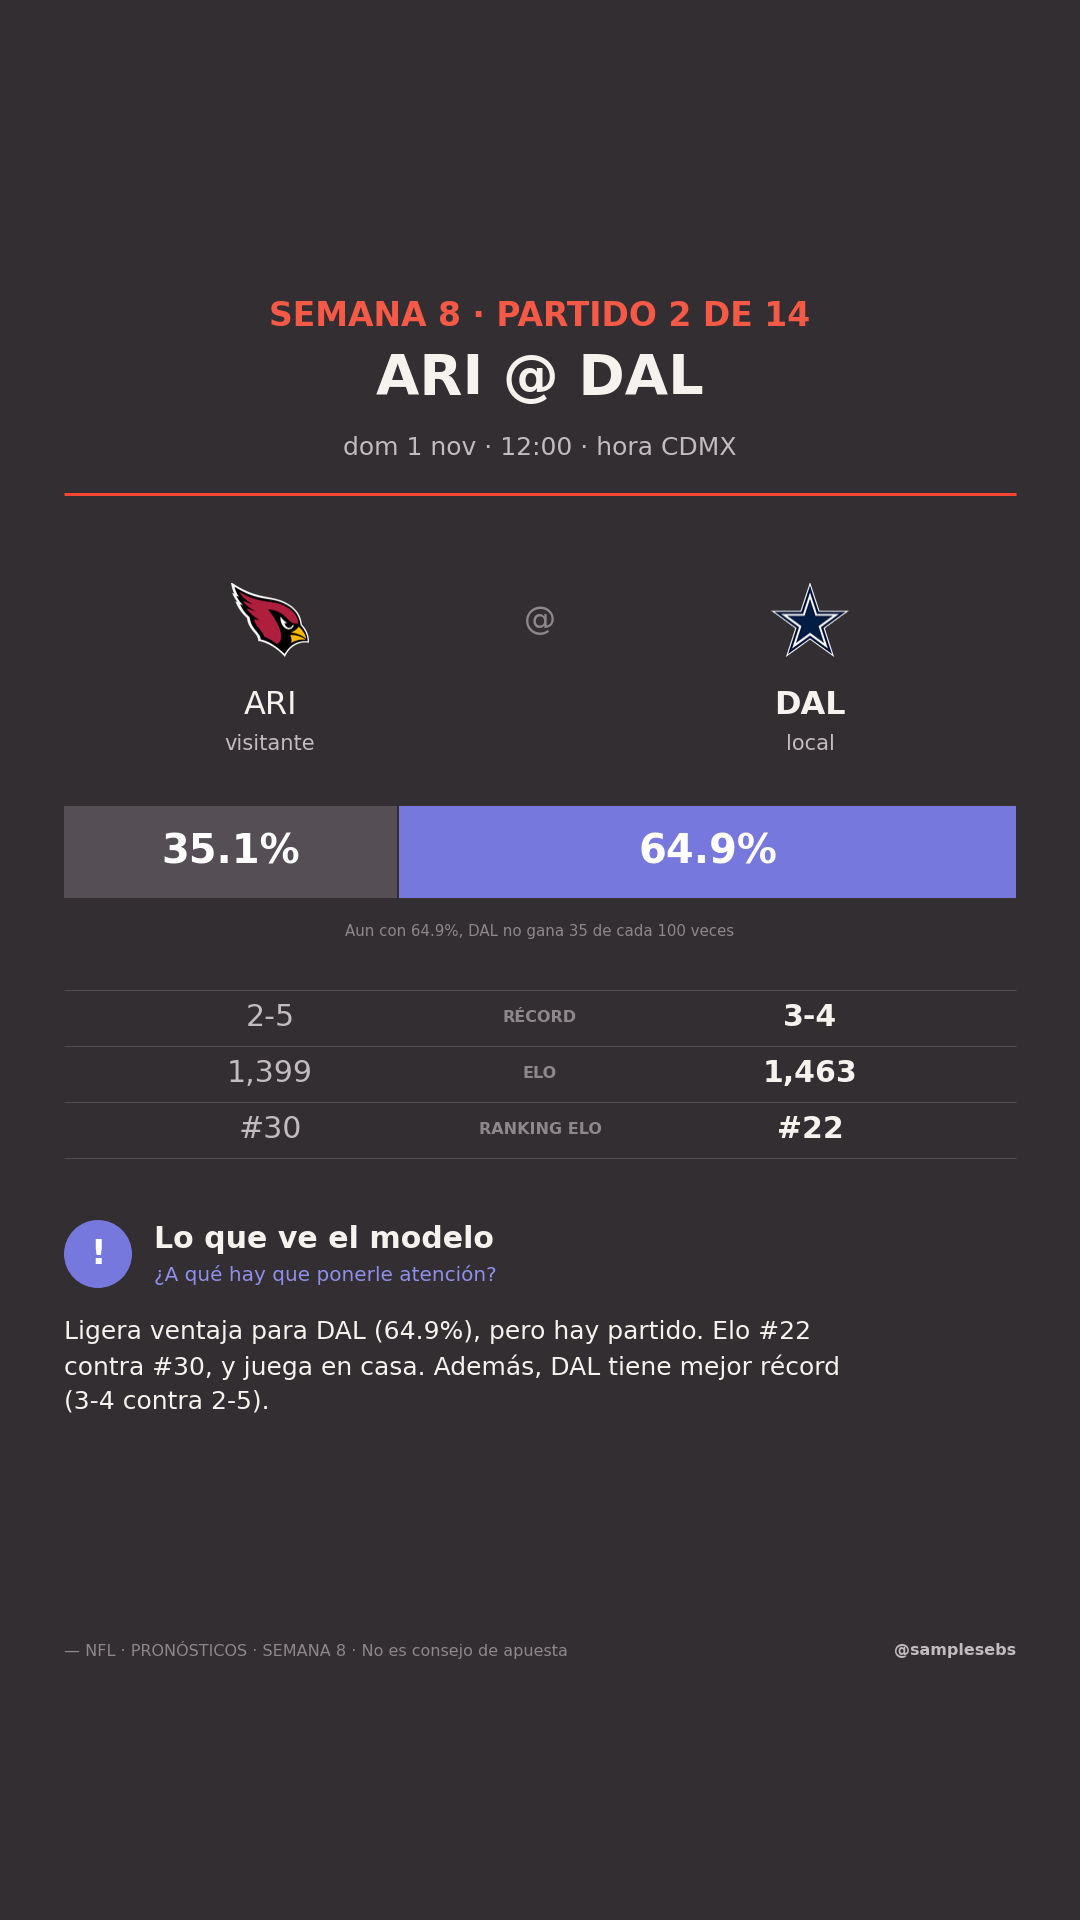 SEMANA 8 · PARTIDO 2 DE 14
ARI @ DAL
dom 1 nov · 12:00 · hora CDMX
@
ARI
DAL
visitante
local
35.1%
64.9%
Aun con 64.9%, DAL no gana 35 de cada 100 veces
2-5 RÉCORD 3-4
1,399 ELO 1,463
#30 RANKING ELO #22
! Lo que ve el modelo
¿A qué hay que ponerle atención?
Ligera ventaja para DAL (64.9%), pero hay partido. Elo #22
contra #30, y juega en casa. Además, DAL tiene mejor récord
(3-4 contra 2-5).
— NFL · PRONÓSTICOS · SEMANA 8 · No es consejo de apuesta
@samplesebs